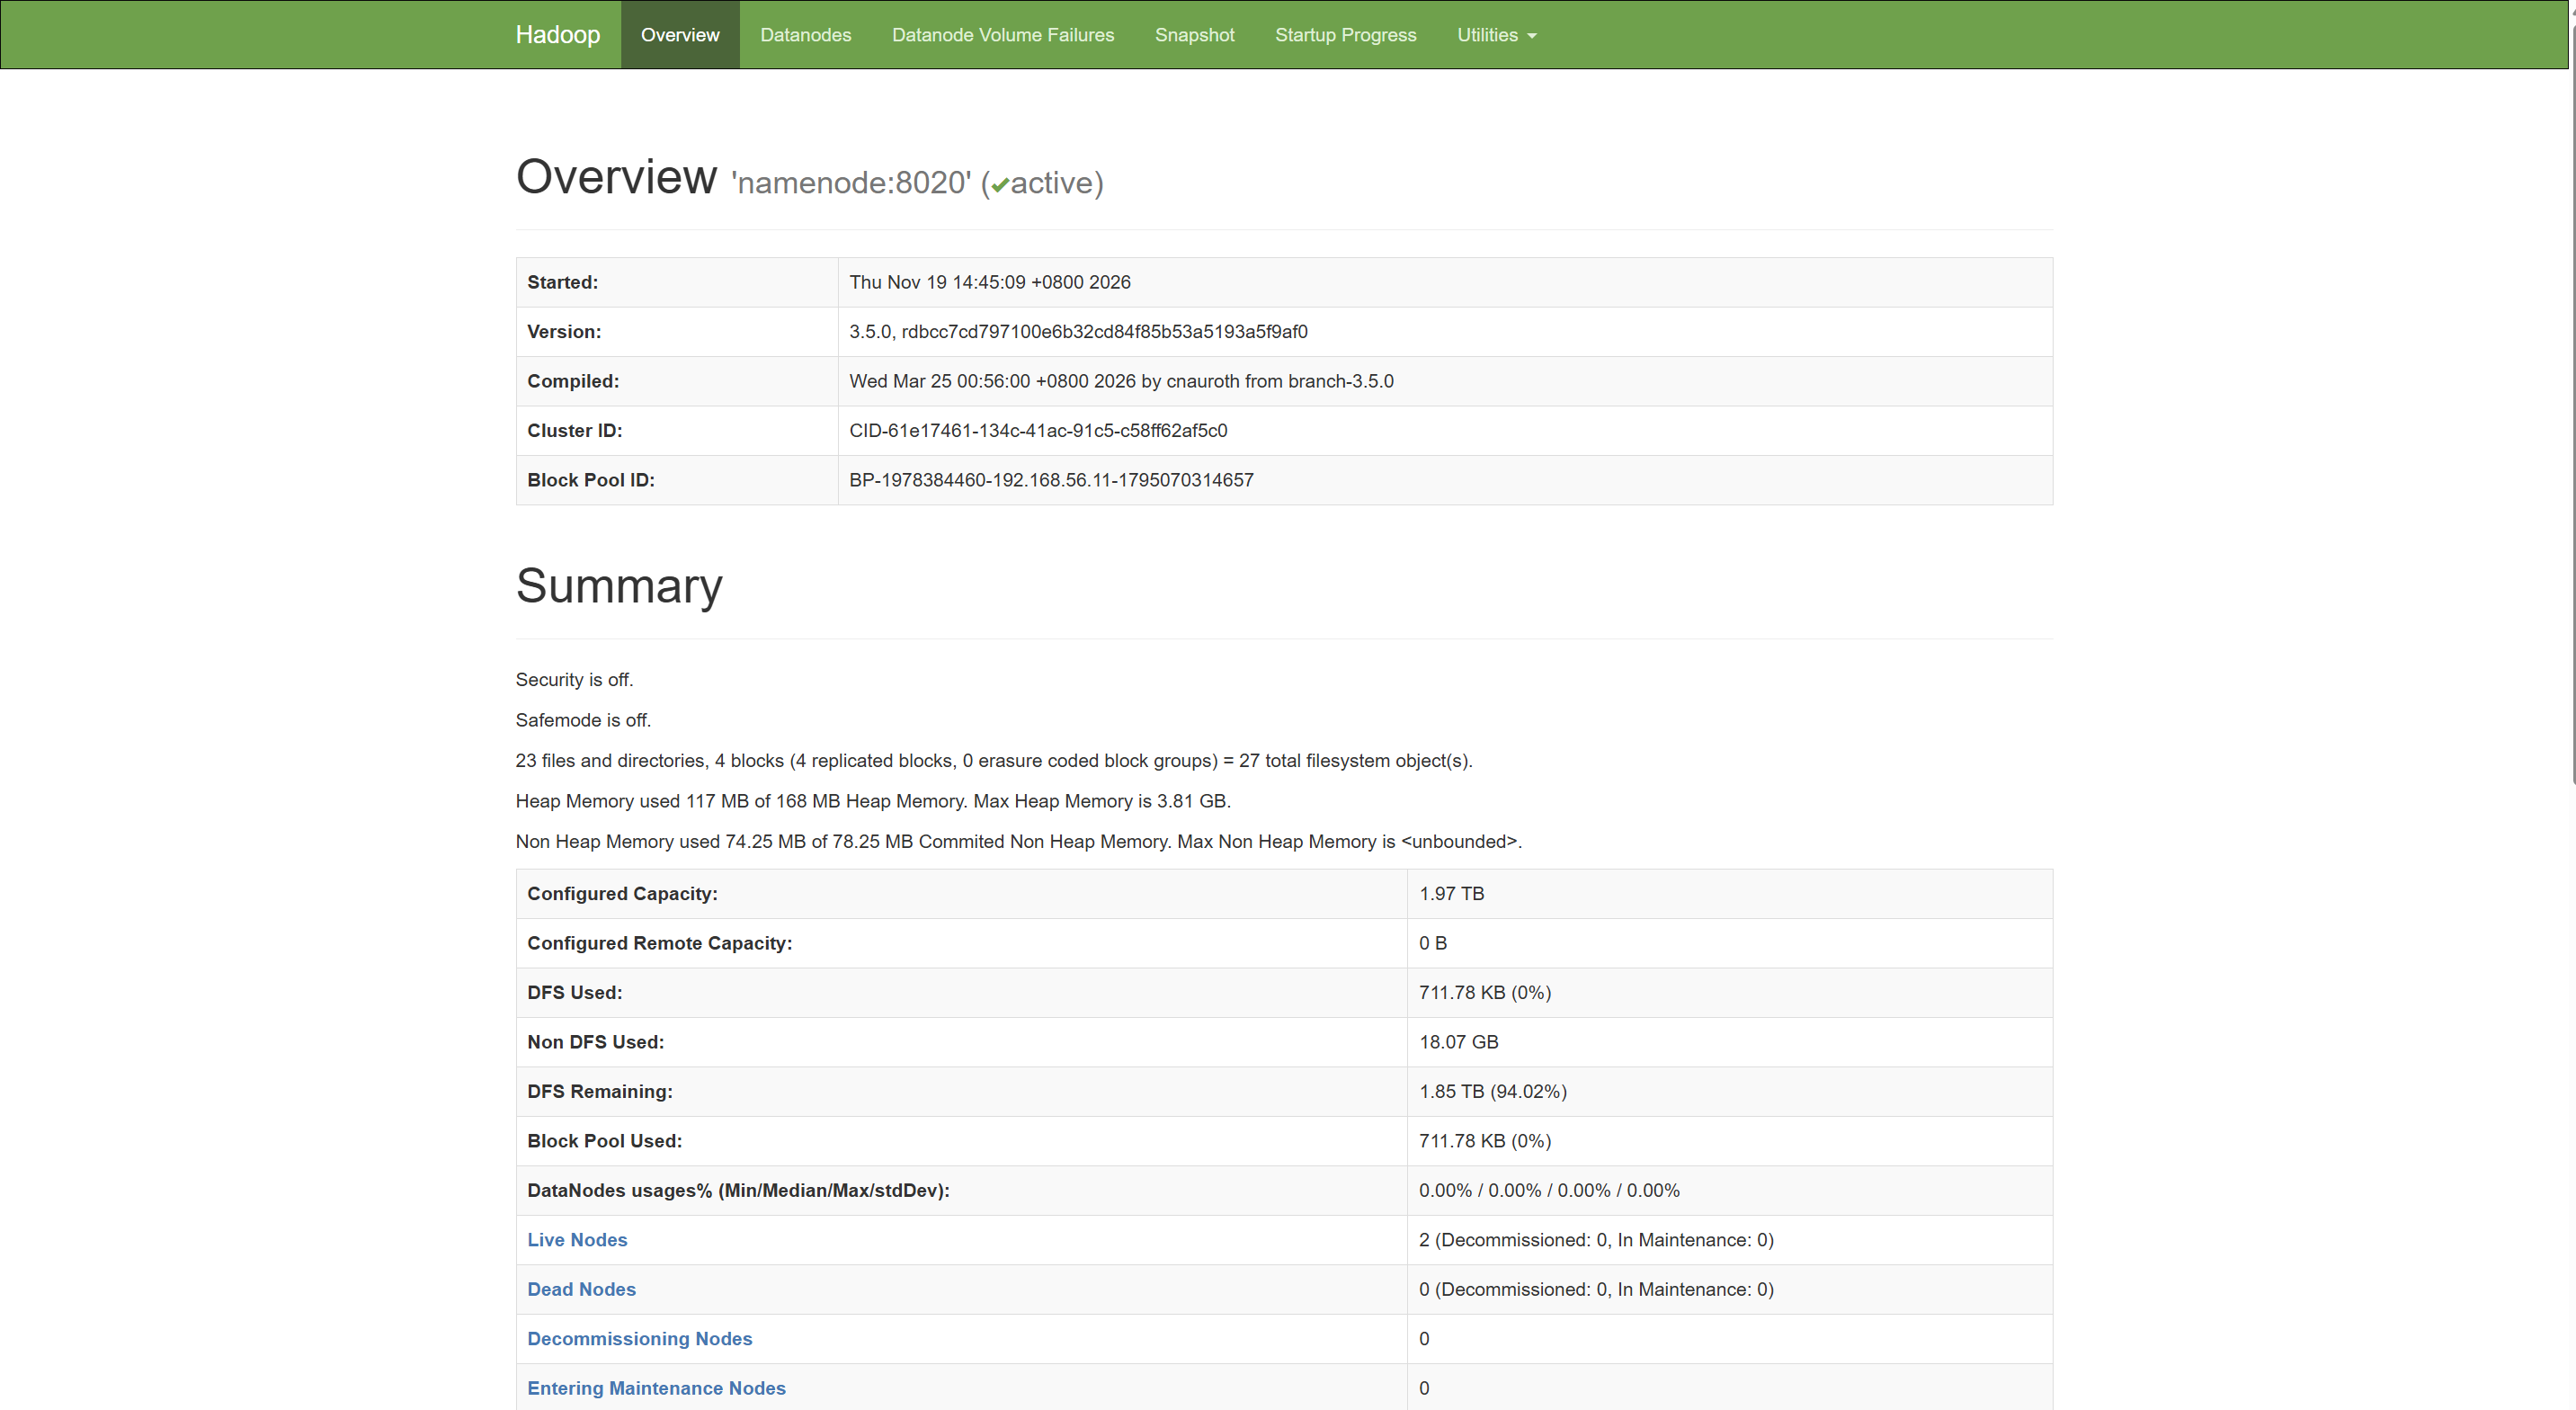 Hadoop Overview Datanodes Datanode Volume Failures Snapshot Startup Progress Utilities
Overview 'namenode:8020' (✔active)
Started: Thu Nov 19 14:45:09 +0800 2026
Version: 3.5.0, rdbcc7cd797100e6b32cd84f85b53a5193a5f9af0
Compiled: Wed Mar 25 00:56:00 +0800 2026 by cnauroth from branch-3.5.0
Cluster ID: CID-61e17461-134c-41ac-91c5-c58ff62af5c0
Block Pool ID: BP-1978384460-192.168.56.11-1795070314657
Summary
Security is off.
Safemode is off.
23 files and directories, 4 blocks (4 replicated blocks, 0 erasure coded block groups) = 27 total filesystem object(s).
Heap Memory used 117 MB of 168 MB Heap Memory. Max Heap Memory is 3.81 GB.
Non Heap Memory used 74.25 MB of 78.25 MB Commited Non Heap Memory. Max Non Heap Memory is <unbounded>.
Configured Capacity: 1.97 TB
Configured Remote Capacity: 0 B
DFS Used: 711.78 KB (0%)
Non DFS Used: 18.07 GB
DFS Remaining: 1.85 TB (94.02%)
Block Pool Used: 711.78 KB (0%)
DataNodes usages% (Min/Median/Max/stdDev): 0.00% / 0.00% / 0.00% / 0.00%
Live Nodes 2 (Decommissioned: 0, In Maintenance: 0)
Dead Nodes 0 (Decommissioned: 0, In Maintenance: 0)
Decommissioning Nodes 0
Entering Maintenance Nodes 0